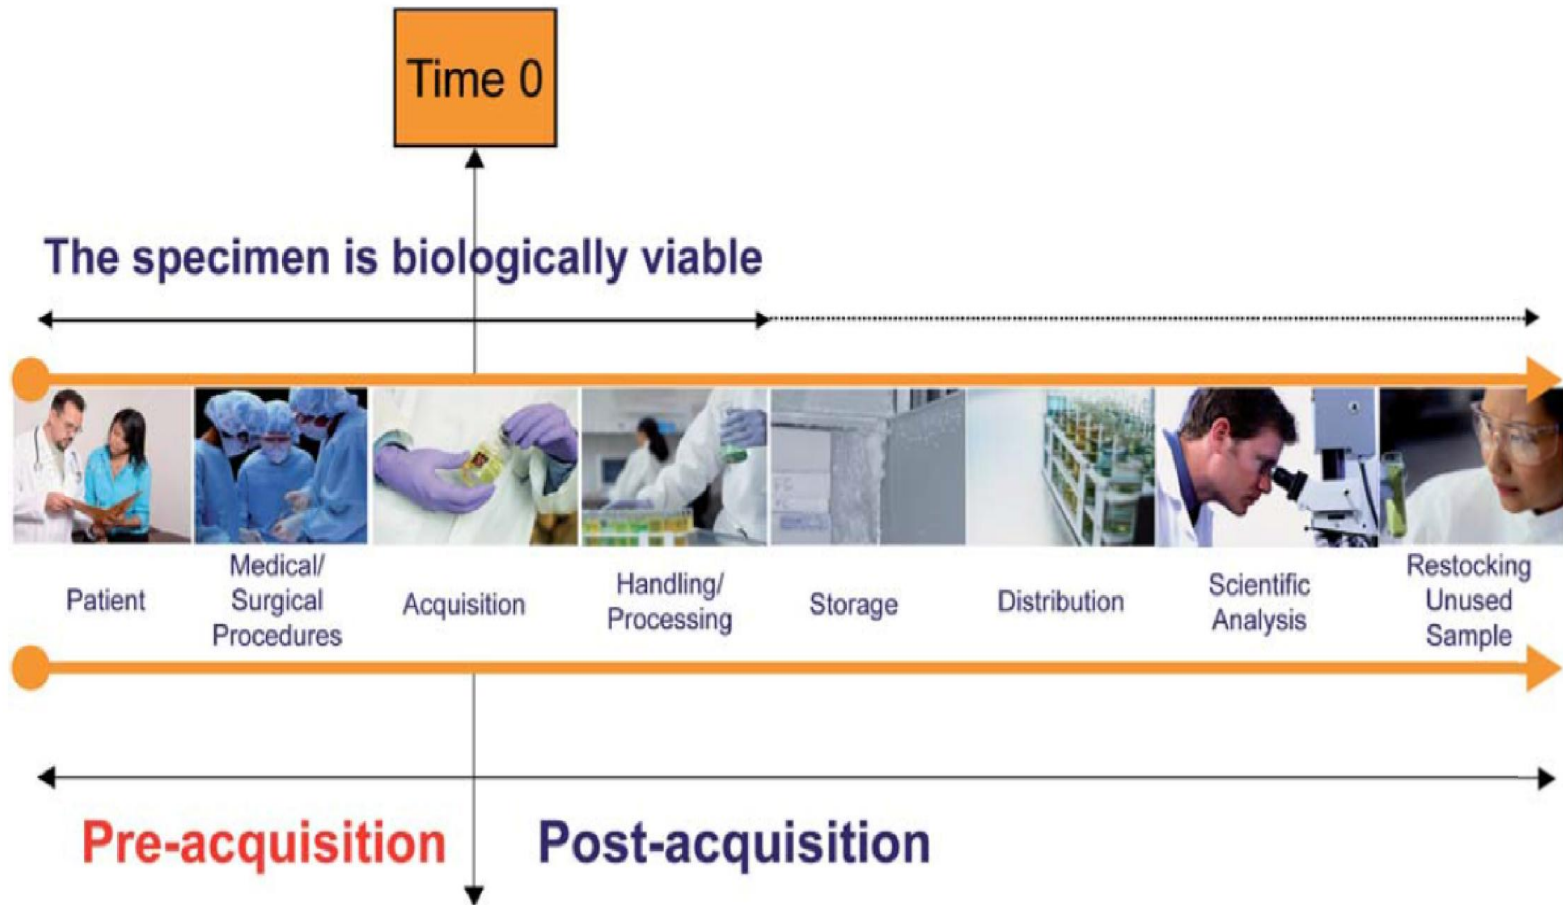 Time 0
The specimen is biologically viable
Patient
Medical/
Surgical
Procedures
Acquisition
Handling/
Processing
Storage
Distribution
Scientific
Analysis
Restocking
Unused
Sample
Pre-acquisition
Post-acquisition